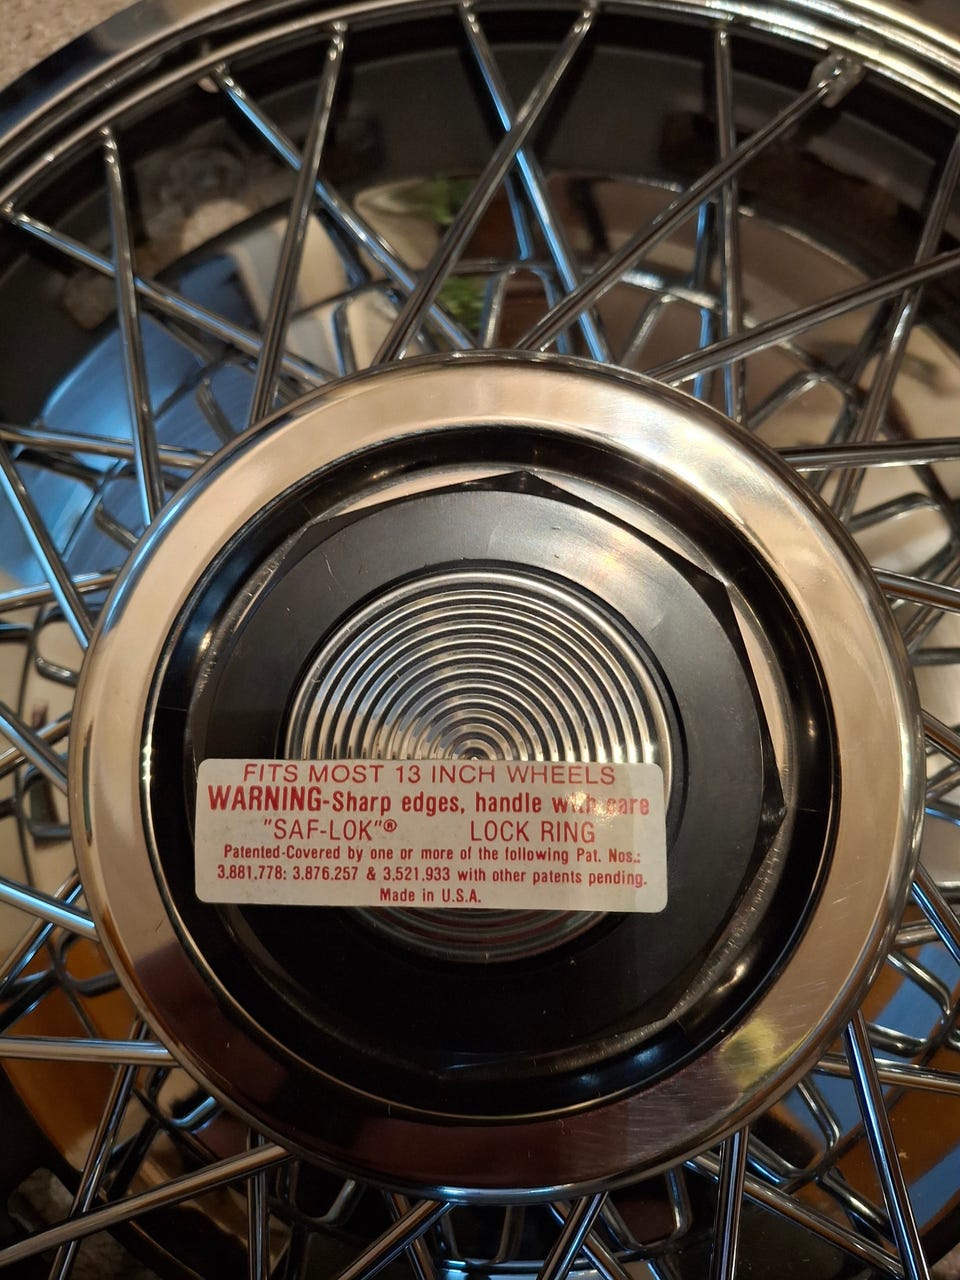 FITS MOST 13 INCH WHEELS
WARNING-Sharp edges, handle with care
"SAF-LOK"® LOCK RING
Patented-Covered by one or more of the following Pat. Nos.:
3,881,778; 3,876,257 & 3,521,933 with other patents pending.
Made in U.S.A.